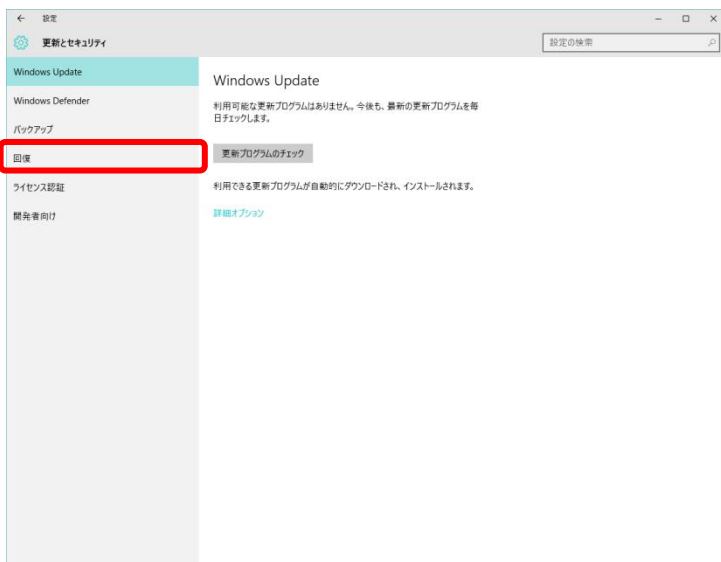 設定
更新とセキュリティ
設定の検索
Windows Update
Windows Defender
バックアップ
回復
ライセンス認証
開発者向け
Windows Update
利用可能な更新プログラムはありません。今後も、最新の更新プログラムを毎
日チェックします。
更新プログラムのチェック
利用できる更新プログラムが自動的にダウンロードされ、インストールされます。
詳細オプション